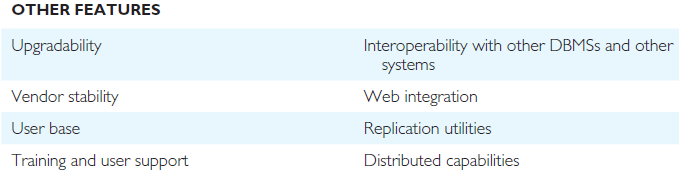 OTHER FEATURES
Upgradability
Interoperability with other DBMSs and other
systems
Vendor stability
Web integration
User base
Replication utilities
Training and user support
Distributed capabilities